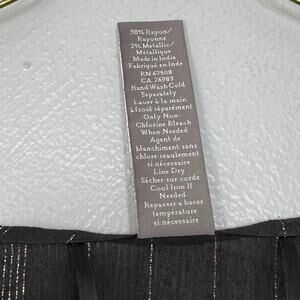 98% Rayon/
Rayonne
2% Metallic/
Métallique
Made in India
Fabriqué en Inde
RN 67508
CA 26983
Hand Wash Cold
Separately
Laver à la main
à froid séparément
Only Non-
Chlorine Bleach
When Needed
Agent de
blanchiment sans
chlore seulement
si nécessaire
Line Dry
Sécher sur corde
Cool Iron If
Needed
Repasser a basse
température
si nécessaire